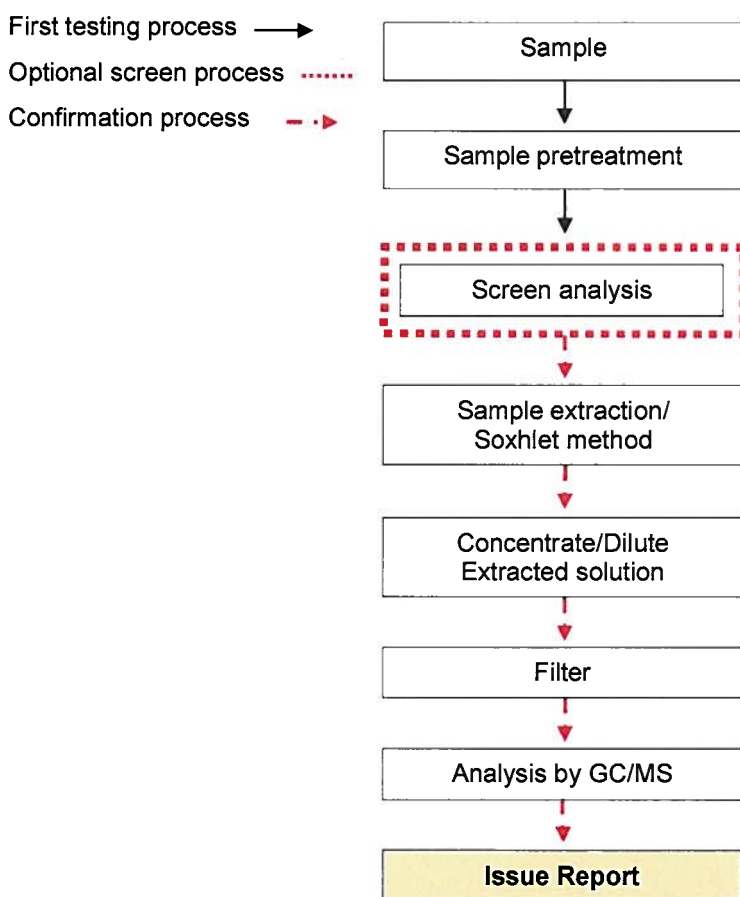 First testing process
Optional screen process
Confirmation process
Sample
Sample pretreatment
Screen analysis
Sample extraction/
Soxhlet method
Concentrate/Dilute
Extracted solution
Filter
Analysis by GC/MS
Issue Report